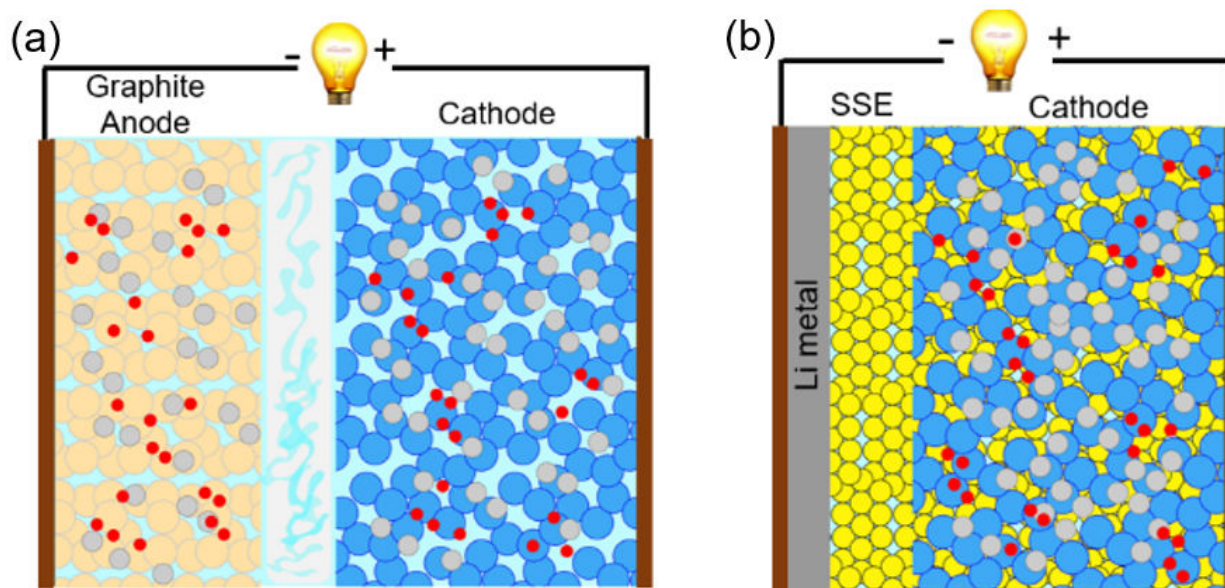 (a)
- +
Graphite
Anode
Cathode
(b)
- +
SSE
Cathode
Li metal